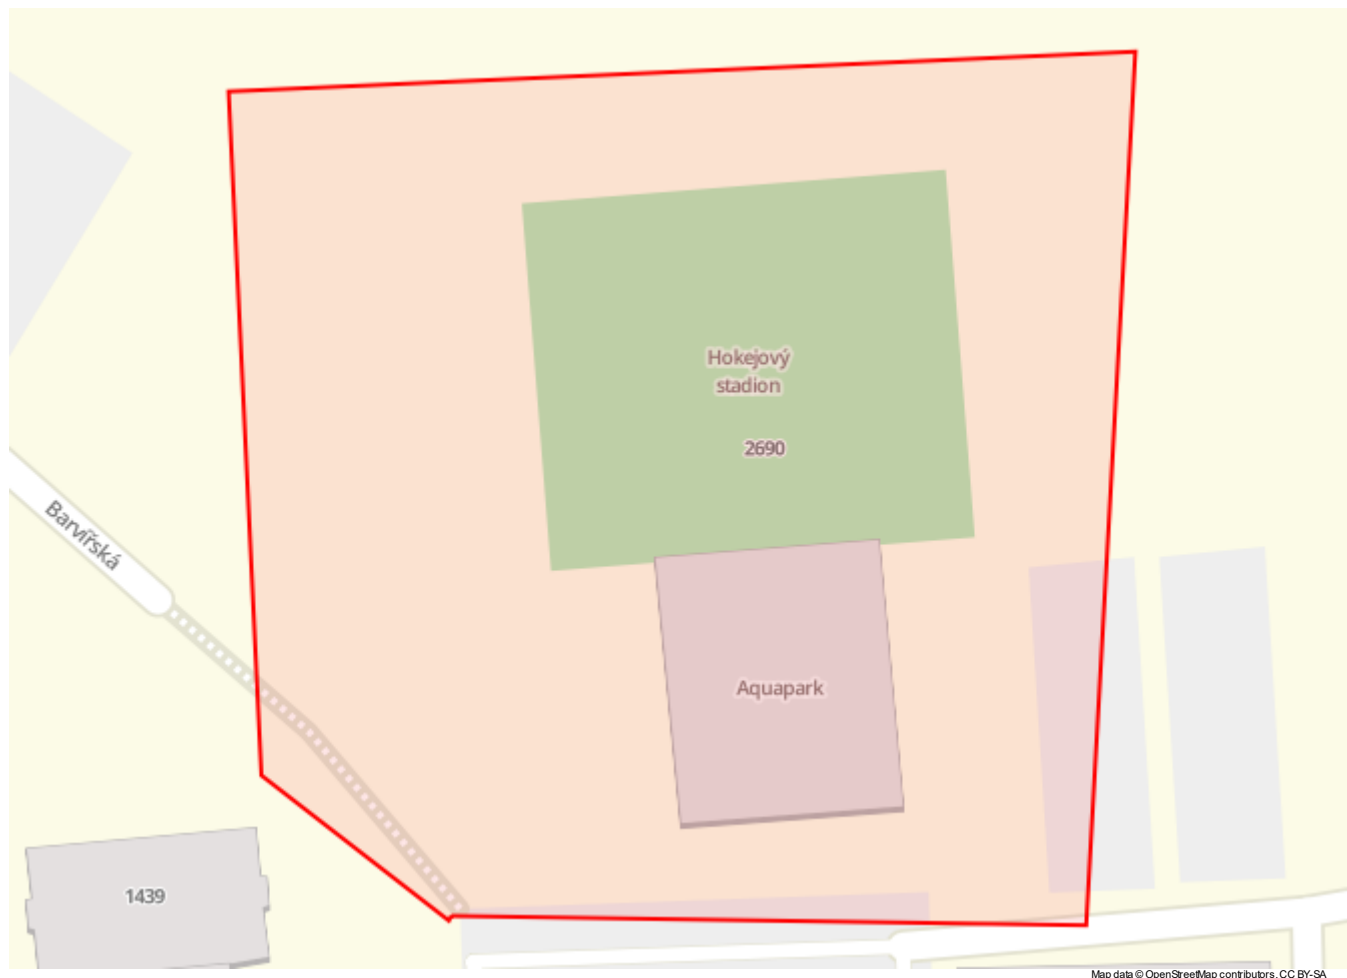 Hokejový
stadion
2690
Barvířská
Aquapark
1439
Map data © OpenStreetMap contributors, CC BY-SA